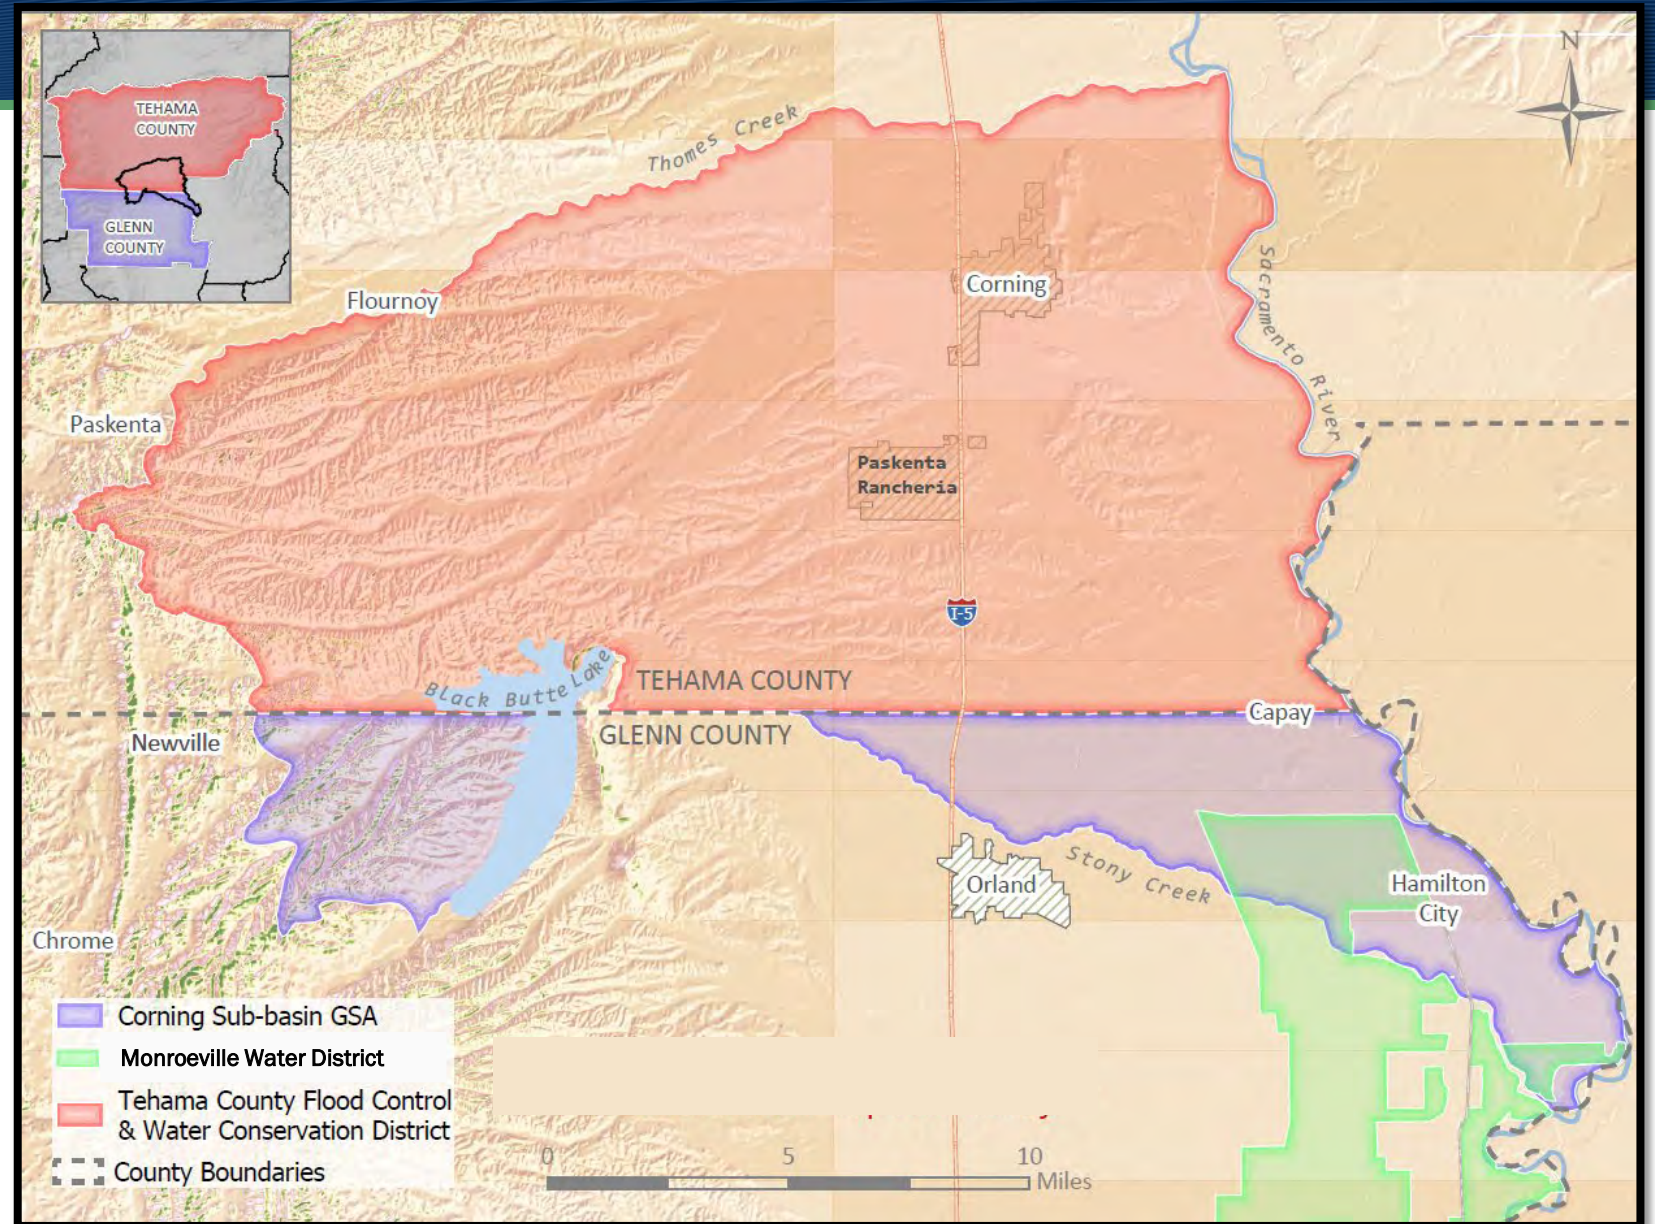 N
TEHAMA
COUNTY
GLENN
COUNTY
Thomes Creek
Flournoy
Corning
Sacramento River
Paskenta
Paskenta
Rancheria
I-5
Black Butte Lake
TEHAMA COUNTY
Capay
GLENN COUNTY
Newville
Orland
Stony Creek
Hamilton
City
Chrome
Corning Sub-basin GSA
Monroeville Water District
Tehama County Flood Control
& Water Conservation District
County Boundaries
0 5 10
Miles